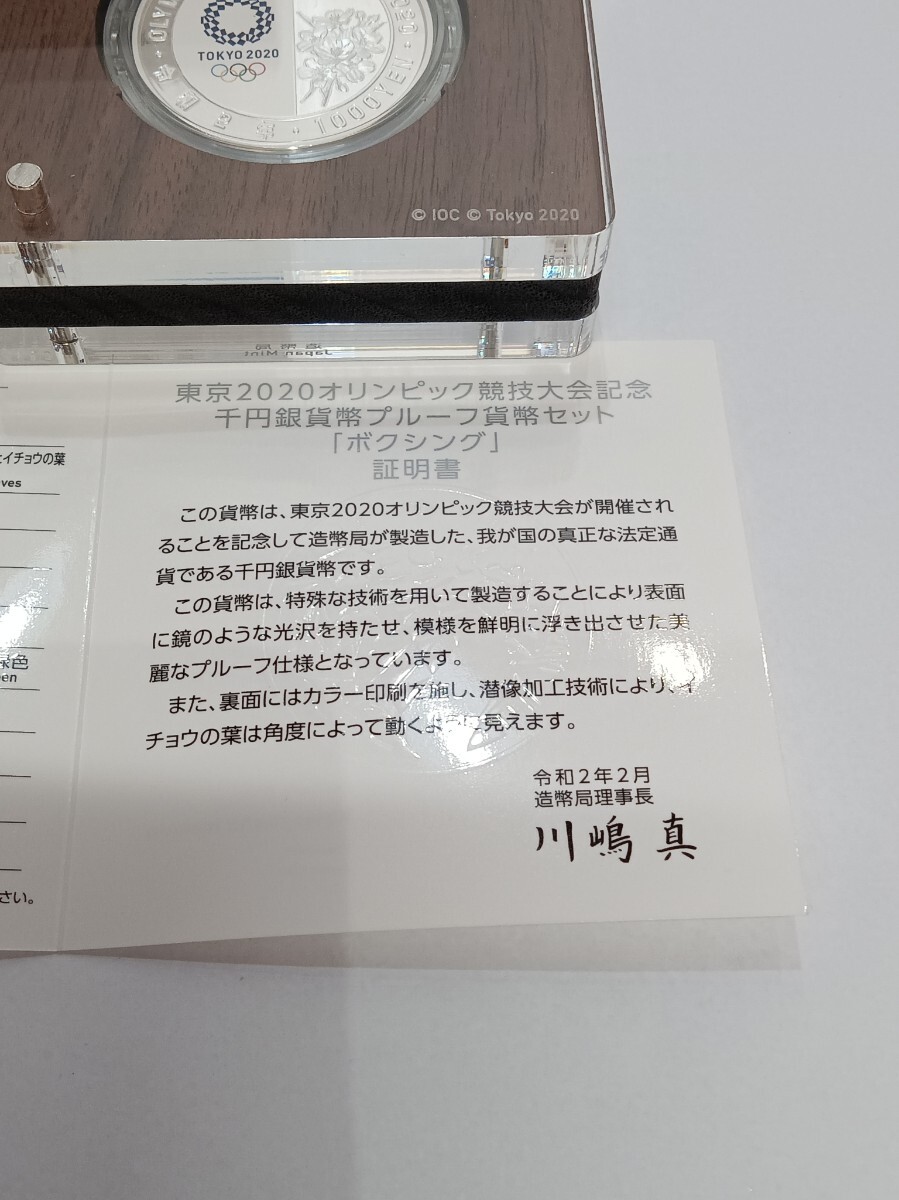 TOKYO 2020
2年・1000YEN
© IOC © Tokyo 2020
Japan Mint
東京2020オリンピック競技大会記念
千円銀貨幣プルーフ貨幣セット
「ボクシング」
証明書
この貨幣は、東京2020オリンピック競技大会が開催され
ることを記念して造幣局が製造した、我が国の真正な法定通
貨である千円銀貨幣です。
この貨幣は、特殊な技術を用いて製造することにより表面
に鏡のような光沢を持たせ、模様を鮮明に浮き出させた美
麗なプルーフ仕様となっています。
また、裏面にはカラー印刷を施し、潜像加工技術により、イ
チョウの葉は角度によって動くように見えます。
令和2年2月
造幣局理事長
川嶋 真
イチョウの葉
ves
緑色
en
さい。